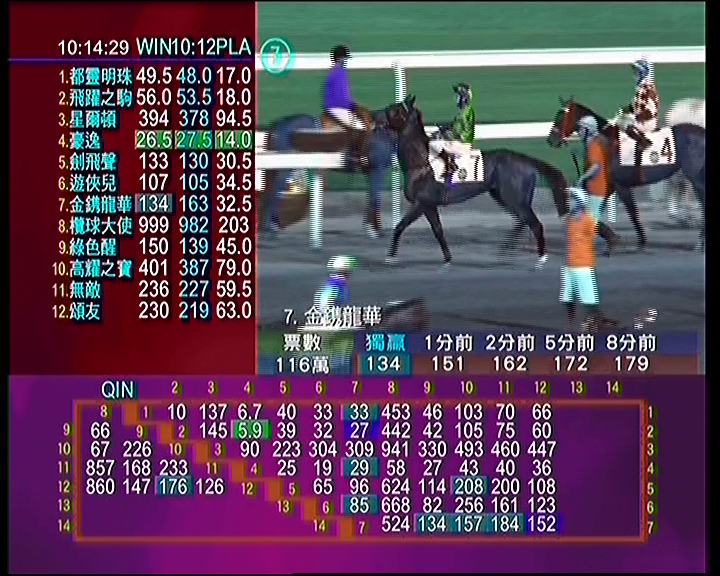 10:14:29 WIN10:12PLA
1.都靈明珠 49.5 48.0 17.0
2.飛躍之駒 56.0 53.5 18.0
3.星爾頓 394 378 94.5
4.豪逸 26.5 27.5 14.0
5.劍飛聲 133 130 30.5
6.遊俠兒 107 105 34.5
7.金鐫龍華 134 163 32.5
8.欖球大使 999 982 203
9.綠色醒 150 139 45.0
10.高耀之寶 401 387 79.0
11.無敵 236 227 59.5
12.頌友 230 219 63.0
7
7
4
7. 金鐫龍華
票數 獨贏 1分前 2分前 5分前 8分前
116萬 134 151 162 172 179
QIN 2 3 4 5 6 7 8 9 10 11 12 13 14
8 1 10 137 6.7 40 33 33 453 46 103 70 66 1
9 66 9 2 145 5.9 39 32 27 442 42 105 75 60 2
10 67 226 10 3 90 223 304 309 941 330 493 460 447 3
11 857 168 233 11 4 25 19 29 58 27 43 40 36 4
12 860 147 176 126 12 5 65 96 624 114 208 200 108 5
13 13 6 85 668 82 256 161 123 6
14 14 7 524 134 157 184 152 7